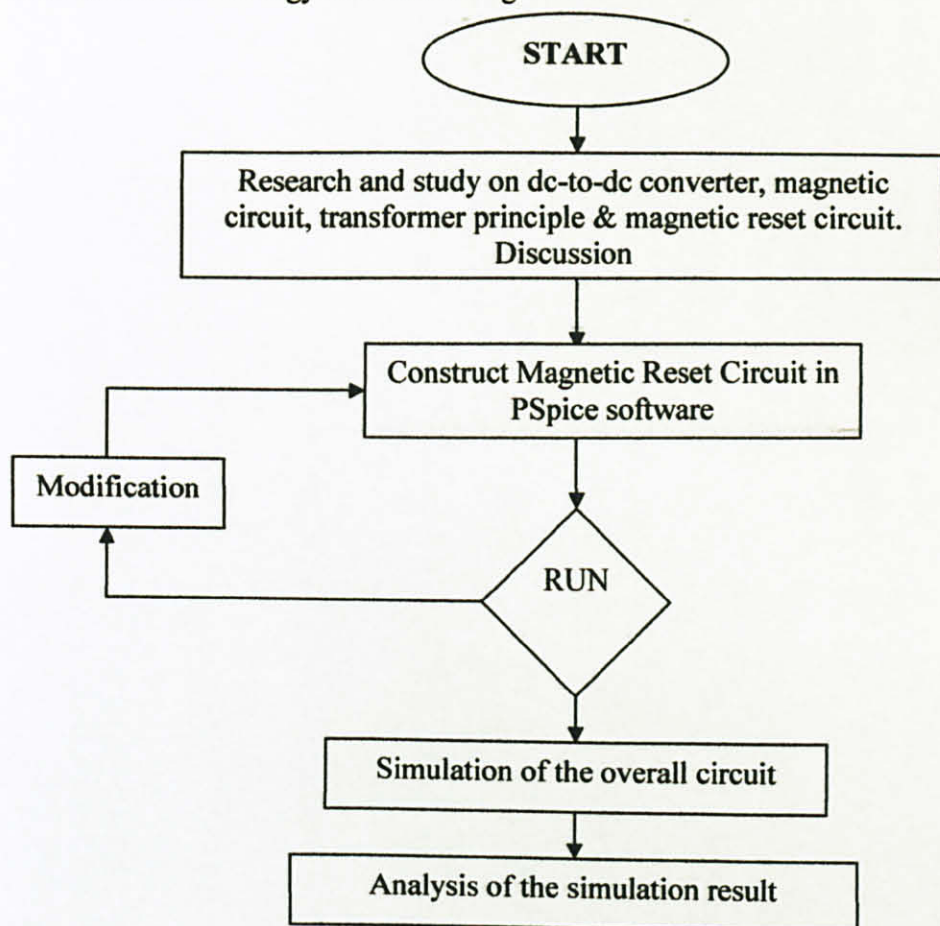 START
Research and study on dc-to-dc converter, magnetic
circuit, transformer principle & magnetic reset circuit.
Discussion
Construct Magnetic Reset Circuit in
PSpice software
Modification
RUN
Simulation of the overall circuit
Analysis of the simulation result